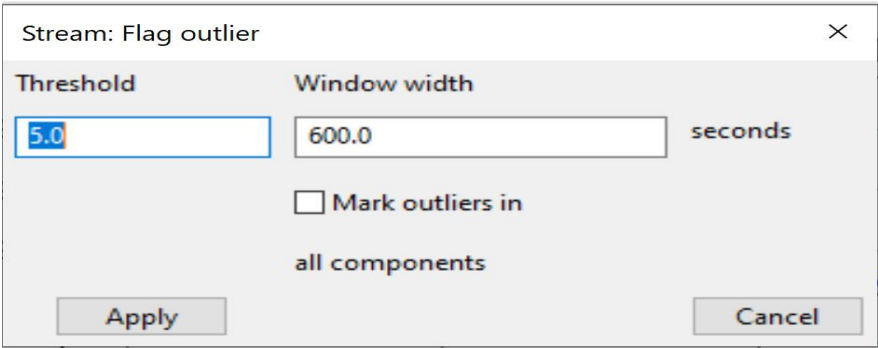 Stream: Flag outlier
Threshold Window width
5.0 600.0 seconds
Mark outliers in
all components
Apply Cancel